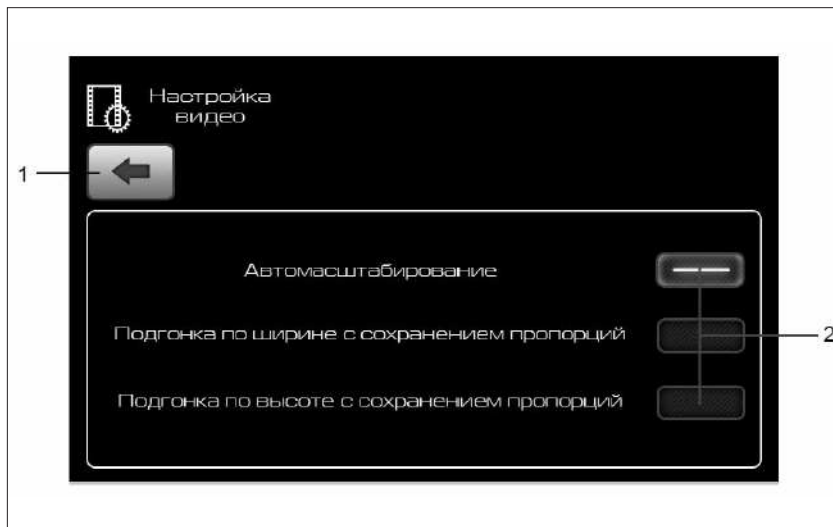 Настройка
видео
1
Автомасштабирование
Подгонка по ширине с сохранением пропорций
2
Подгонка по высоте с сохранением пропорций